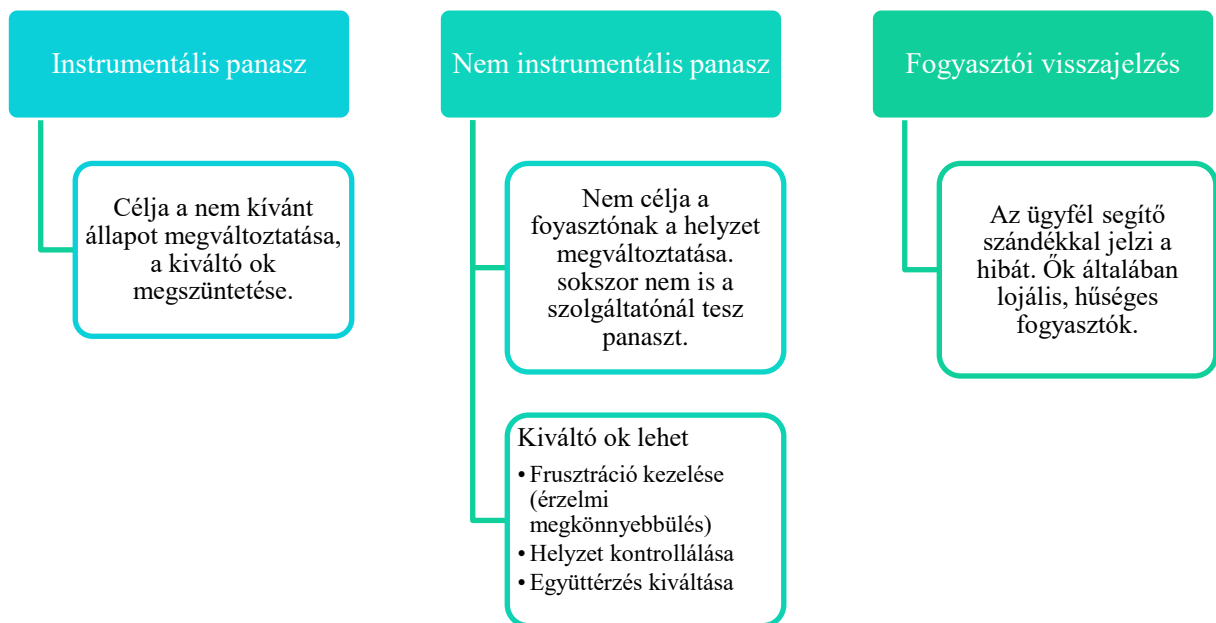 Instrumentális panasz
Célja a nem kívánt
állapot megváltoztatása,
a kiváltó ok
megszüntetése.
Nem instrumentális panasz
Nem célja a
foyasztónak a helyzet
megváltoztatása.
sokszor nem is a
szolgáltatónál tesz
panaszt.
Kiváltó ok lehet
• Frusztráció kezelése
(érzelmi
megkönnyebbülés)
• Helyzet kontrollálása
• Együttérzés kiváltása
Fogyasztói visszajelzés
Az ügyfél segítő
szándékkal jelzi a
hibát. Ők általában
lojális, hűséges
fogyasztók.